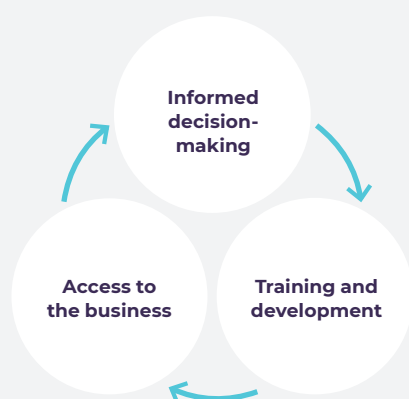 Informed
decision-
making
Access to
the business
Training and
development